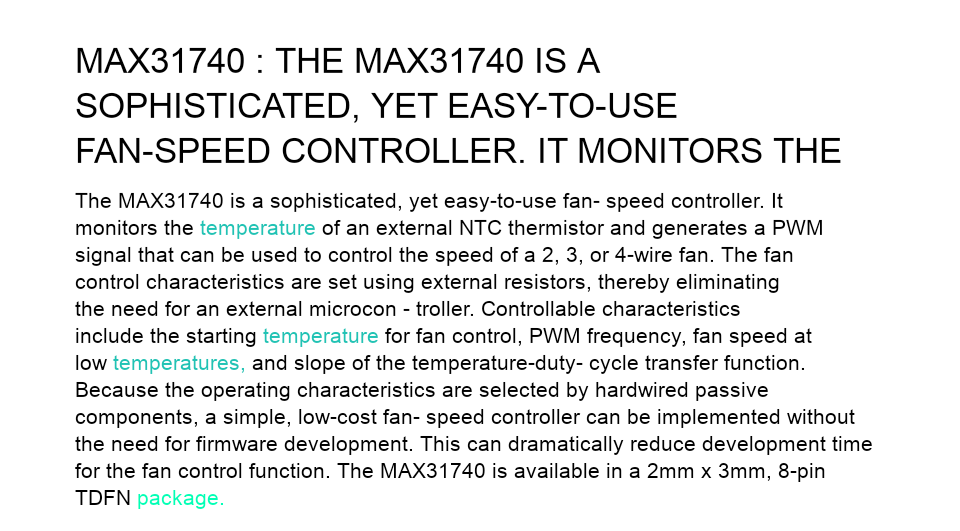 MAX31740 : THE MAX31740 IS A
SOPHISTICATED, YET EASY-TO-USE
FAN-SPEED CONTROLLER. IT MONITORS THE
The MAX31740 is a sophisticated, yet easy-to-use fan- speed controller. It
monitors the temperature of an external NTC thermistor and generates a PWM
signal that can be used to control the speed of a 2, 3, or 4-wire fan. The fan
control characteristics are set using external resistors, thereby eliminating
the need for an external microcon - troller. Controllable characteristics
include the starting temperature for fan control, PWM frequency, fan speed at
low temperatures, and slope of the temperature-duty- cycle transfer function.
Because the operating characteristics are selected by hardwired passive
components, a simple, low-cost fan- speed controller can be implemented without
the need for firmware development. This can dramatically reduce development time
for the fan control function. The MAX31740 is available in a 2mm x 3mm, 8-pin
TDFN package.